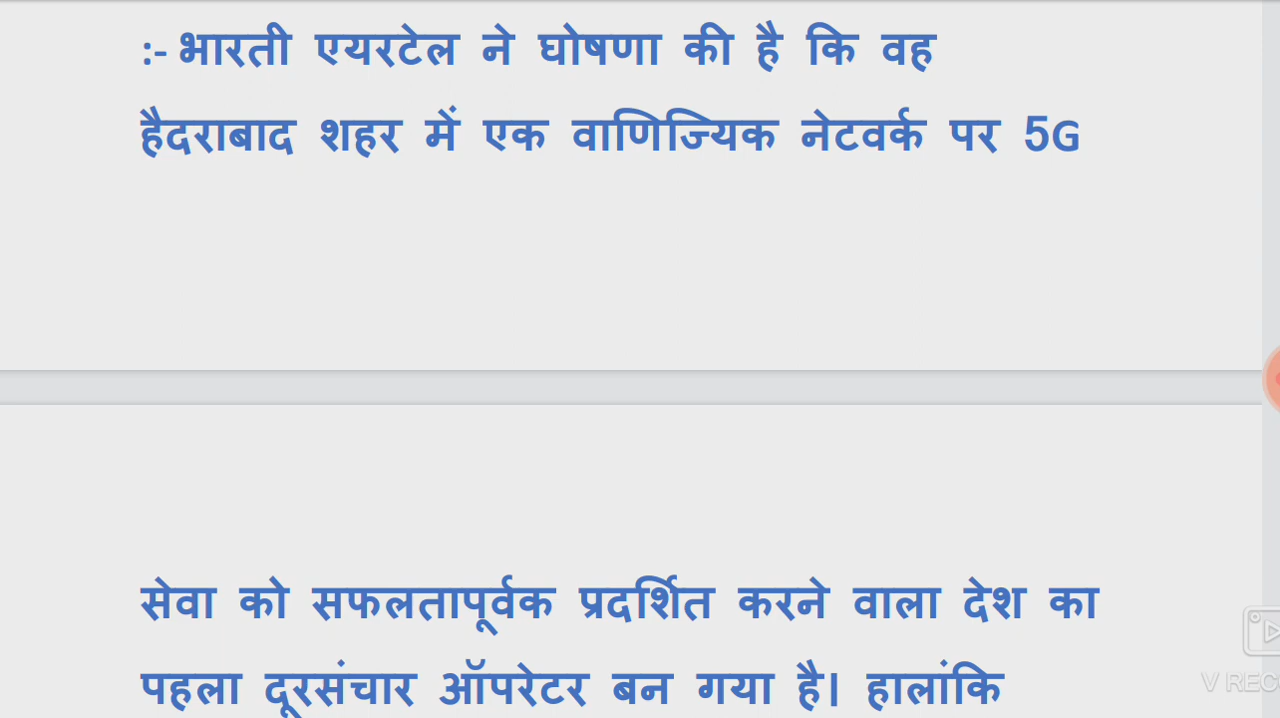 :- भारती एयरटेल ने घोषणा की है कि वह
हैदराबाद शहर में एक वाणिज्यिक नेटवर्क पर 5G
सेवा को सफलतापूर्वक प्रदर्शित करने वाला देश का
पहला दूरसंचार ऑपरेटर बन गया है। हालांकि
V REC